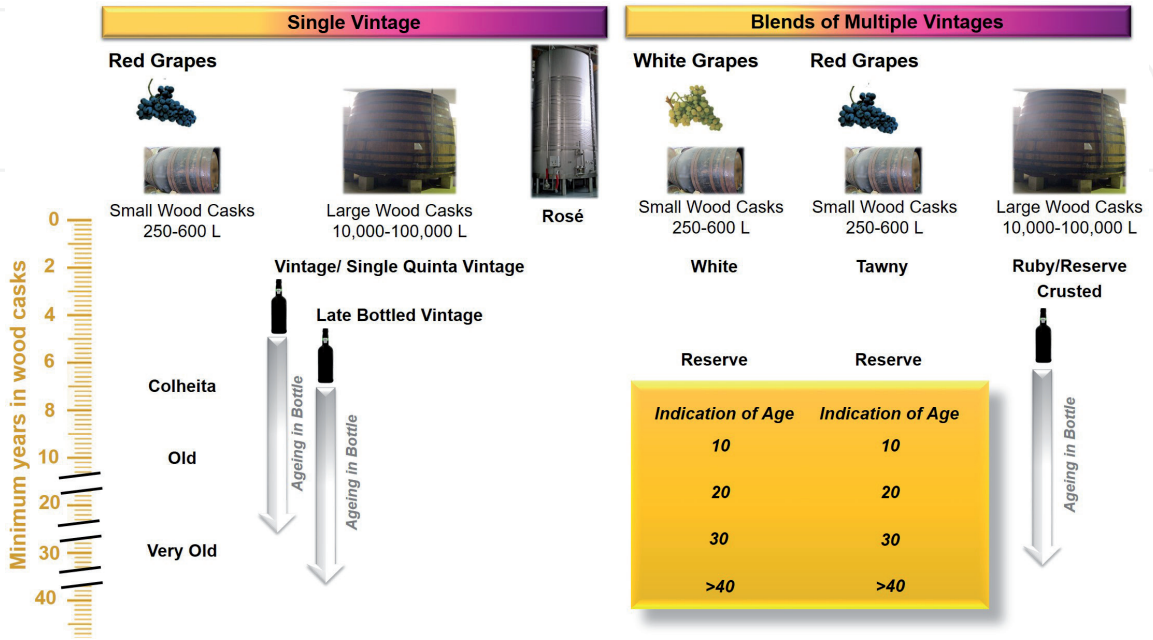 Single Vintage
Blends of Multiple Vintages
Red Grapes
White Grapes
Red Grapes
Small Wood Casks
250-600 L
Large Wood Casks
10,000-100,000 L
Rosé
Small Wood Casks
250-600 L
Small Wood Casks
250-600 L
Large Wood Casks
10,000-100,000 L
Minimum years in wood casks
0
2
4
6
8
10
20
30
40
Vintage/ Single Quinta Vintage
Late Bottled Vintage
Colheita
Old
Very Old
Ageing in Bottle
Ageing in Bottle
White
Reserve
Indication of Age
10
20
30
>40
Tawny
Reserve
Indication of Age
10
20
30
>40
Ruby/Reserve
Crusted
Ageing in Bottle